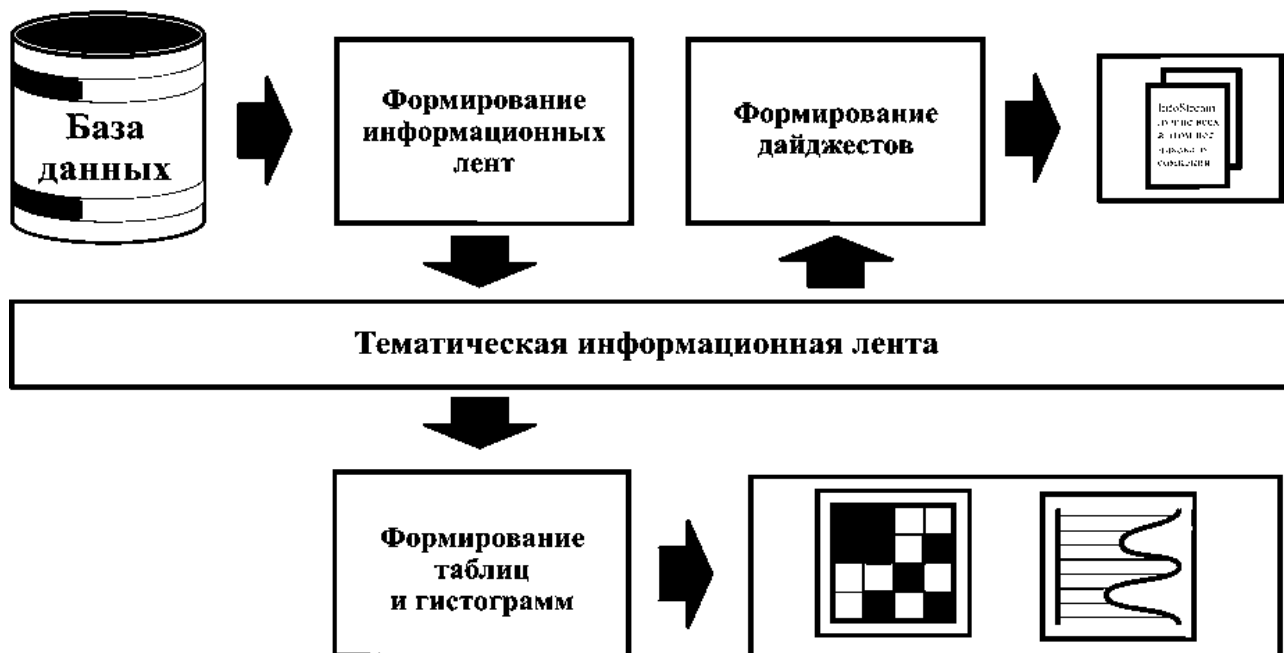 База
данных
Формирование
информационных
лент
Формирование
дайджестов
InfoStream
Тематическая информационная лента
Формирование
таблиц
и гистограмм